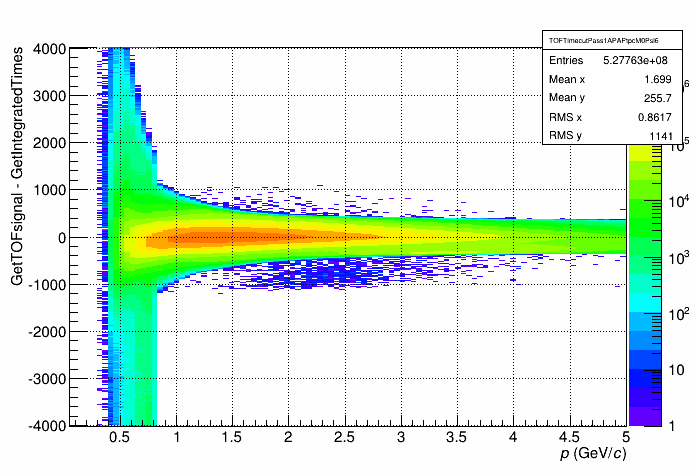 TOFTimecutPass1APAPtpcM0Psl6
Entries 5.27763e+08
Mean x 1.699
Mean y 255.7
RMS x 0.8617
RMS y 1141
GetTOFsignal - GetIntegratedTimes
4000
3000
2000
1000
0
-1000
-2000
-3000
-4000
0.5 1 1.5 2 2.5 3 3.5 4 4.5 5
p (GeV/c)
10⁵
10⁴
10³
10²
10
1